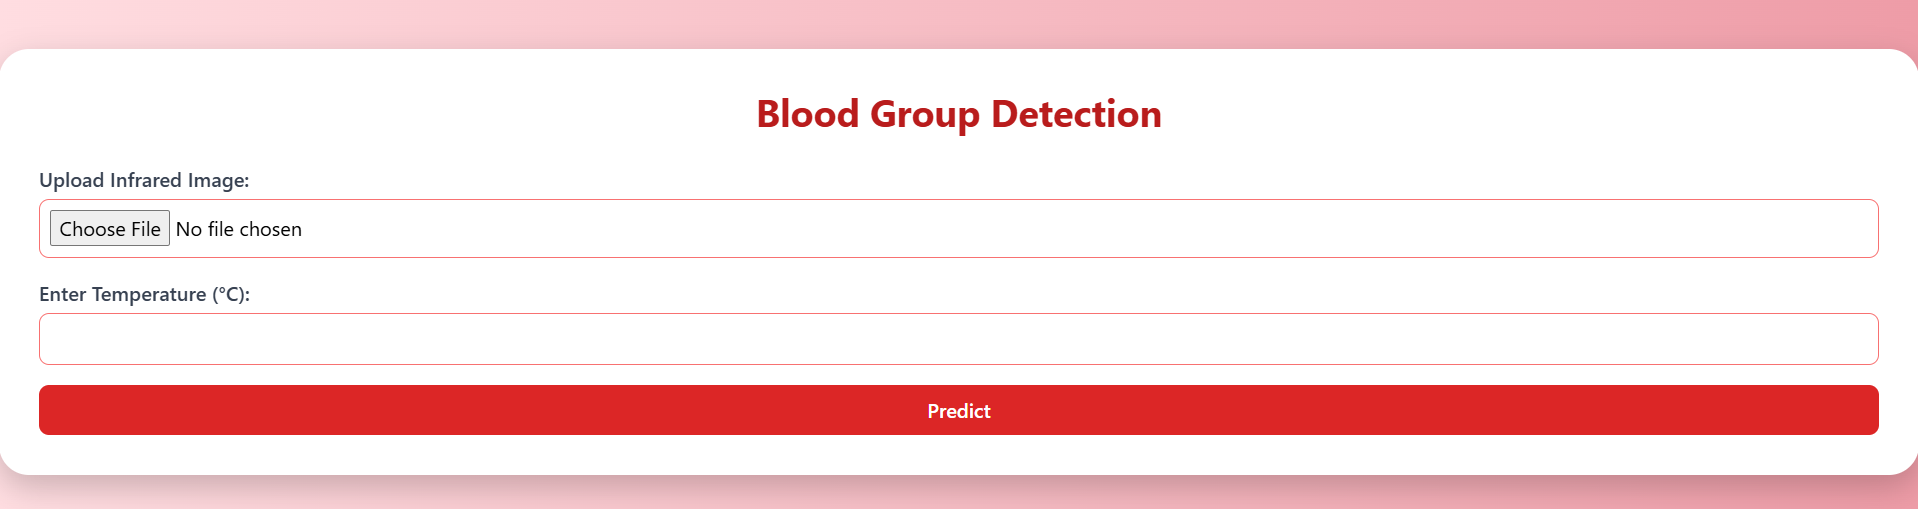 Blood Group Detection
Upload Infrared Image:
Choose File No file chosen
Enter Temperature (°C):
Predict